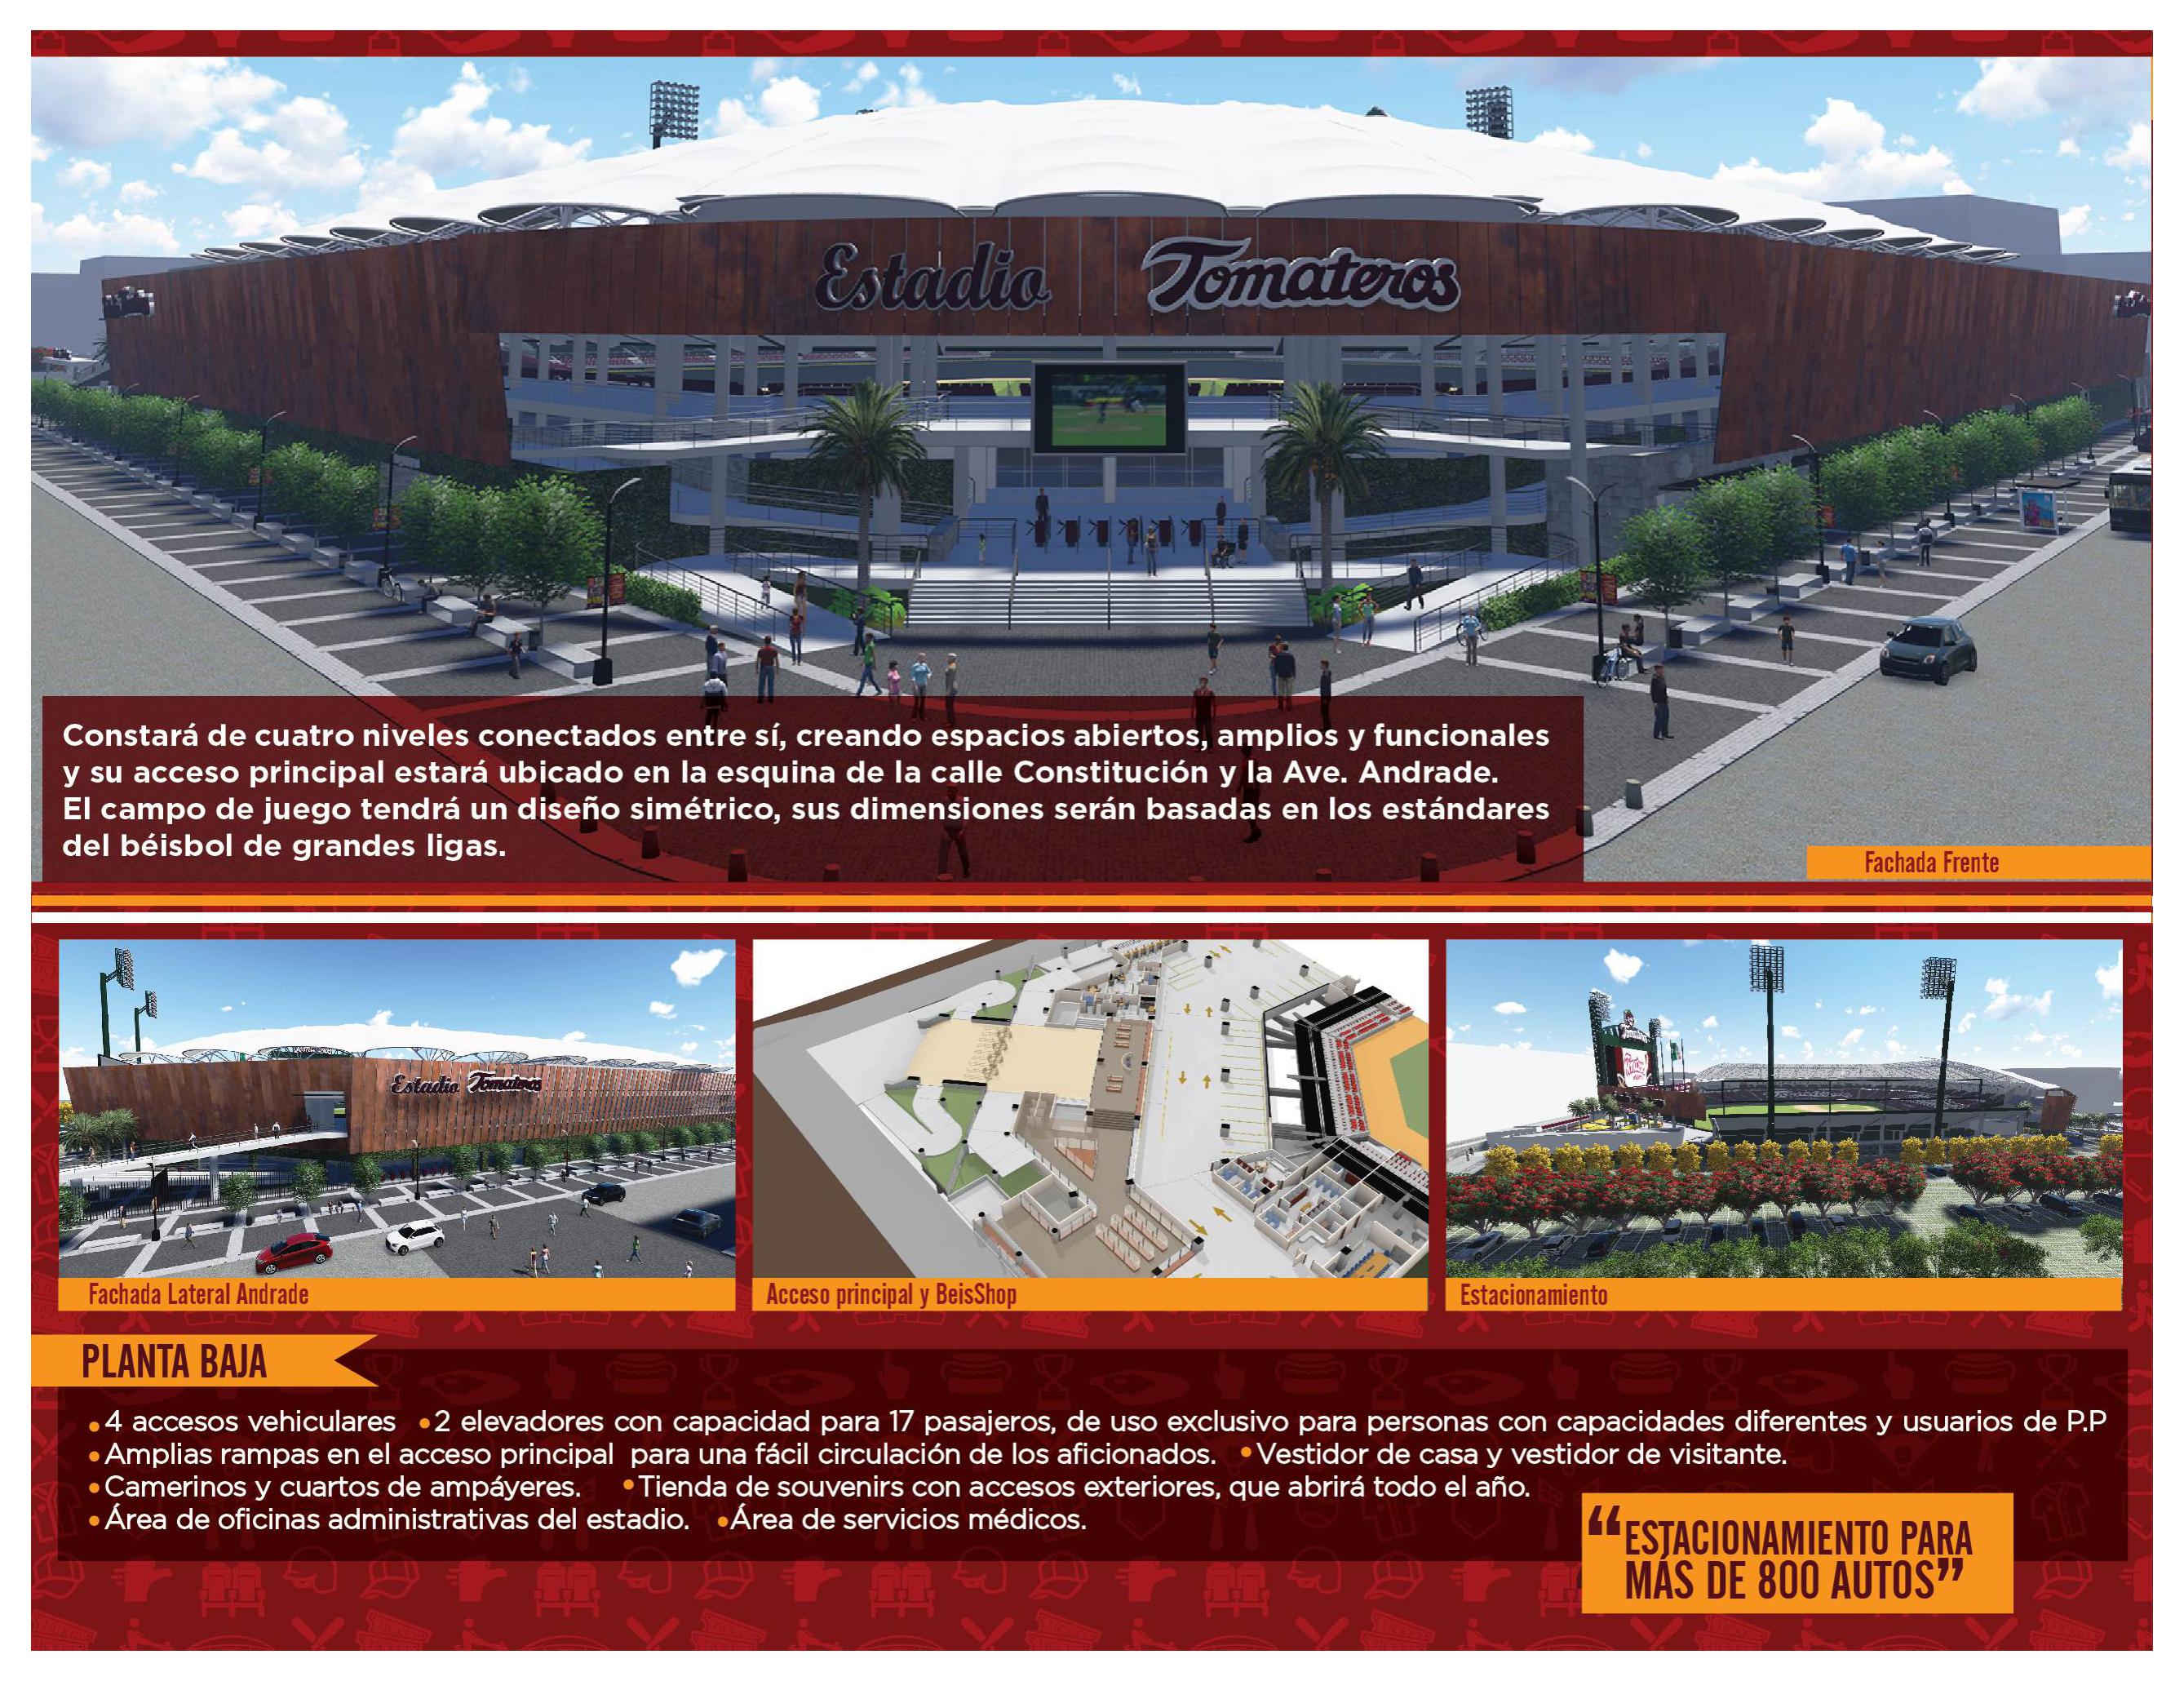 Estadio Tomateros
Constará de cuatro niveles conectados entre sí, creando espacios abiertos, amplios y funcionales
y su acceso principal estará ubicado en la esquina de la calle Constitución y la Ave. Andrade.
El campo de juego tendrá un diseño simétrico, sus dimensiones serán basadas en los estándares
del béisbol de grandes ligas.
Fachada Frente
Estadio Tomateros
Fachada Lateral Andrade
Acceso principal y BeisShop
Estacionamiento
PLANTA BAJA
•4 accesos vehiculares •2 elevadores con capacidad para 17 pasajeros, de uso exclusivo para personas con capacidades diferentes y usuarios de P.P
•Amplias rampas en el acceso principal para una fácil circulación de los aficionados. •Vestidor de casa y vestidor de visitante.
•Camerinos y cuartos de ampáyeres. •Tienda de souvenirs con accesos exteriores, que abrirá todo el año.
•Área de oficinas administrativas del estadio. •Área de servicios médicos.
“ESTACIONAMIENTO PARA
MÁS DE 800 AUTOS”